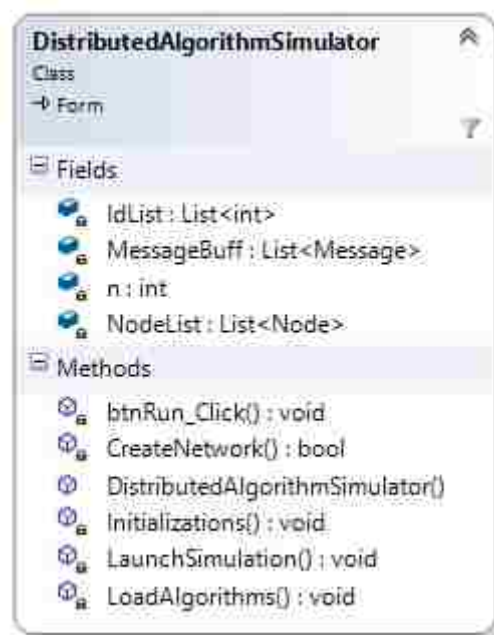 DistributedAlgorithmSimulator
Class
Form
Fields
IdList : List<int>
MessageBuff : List<Message>
n : int
NodeList : List<Node>
Methods
btnRun_Click() : void
CreateNetwork() : bool
DistributedAlgorithmSimulator()
Initializations() : void
LaunchSimulation() : void
LoadAlgorithms() : void